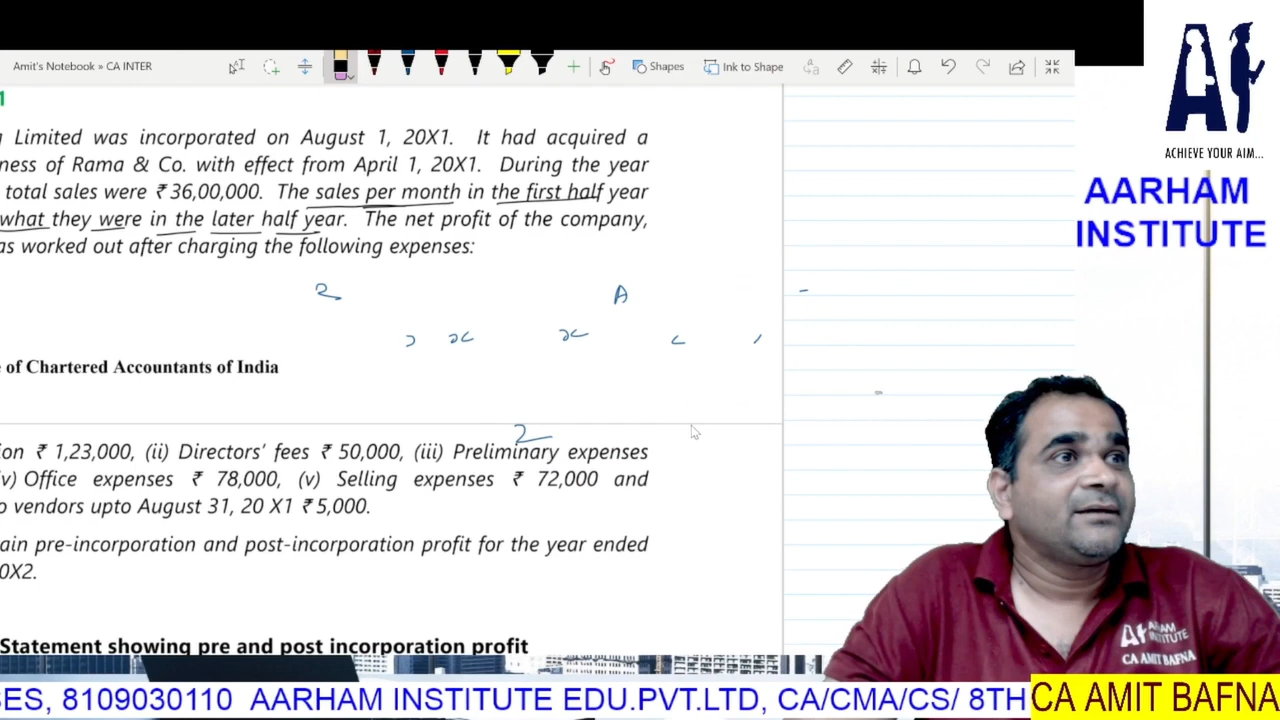 Amit's Notebook » CA INTER
Shapes
Ink to Shape
1
g Limited was incorporated on August 1, 20X1. It had acquired a
ness of Rama & Co. with effect from April 1, 20X1. During the year
total sales were ₹ 36,00,000. The sales per month in the first half year
what they were in the later half year. The net profit of the company,
as worked out after charging the following expenses:
A
e of Chartered Accountants of India
2
ion ₹ 1,23,000, (ii) Directors' fees ₹ 50,000, (iii) Preliminary expenses
v) Office expenses ₹ 78,000, (v) Selling expenses ₹ 72,000 and
o vendors upto August 31, 20 X1 ₹ 5,000.
ain pre-incorporation and post-incorporation profit for the year ended
0X2.
Statement showing pre and post incorporation profit
ACHIEVE YOUR AIM...
AARHAM
INSTITUTE
ARHAM
INSTITUTE
CA AMIT BAFNA
SES, 8109030110 AARHAM INSTITUTE EDU.PVT.LTD, CA/CMA/CS/ 8TH
CA AMIT BAFNA